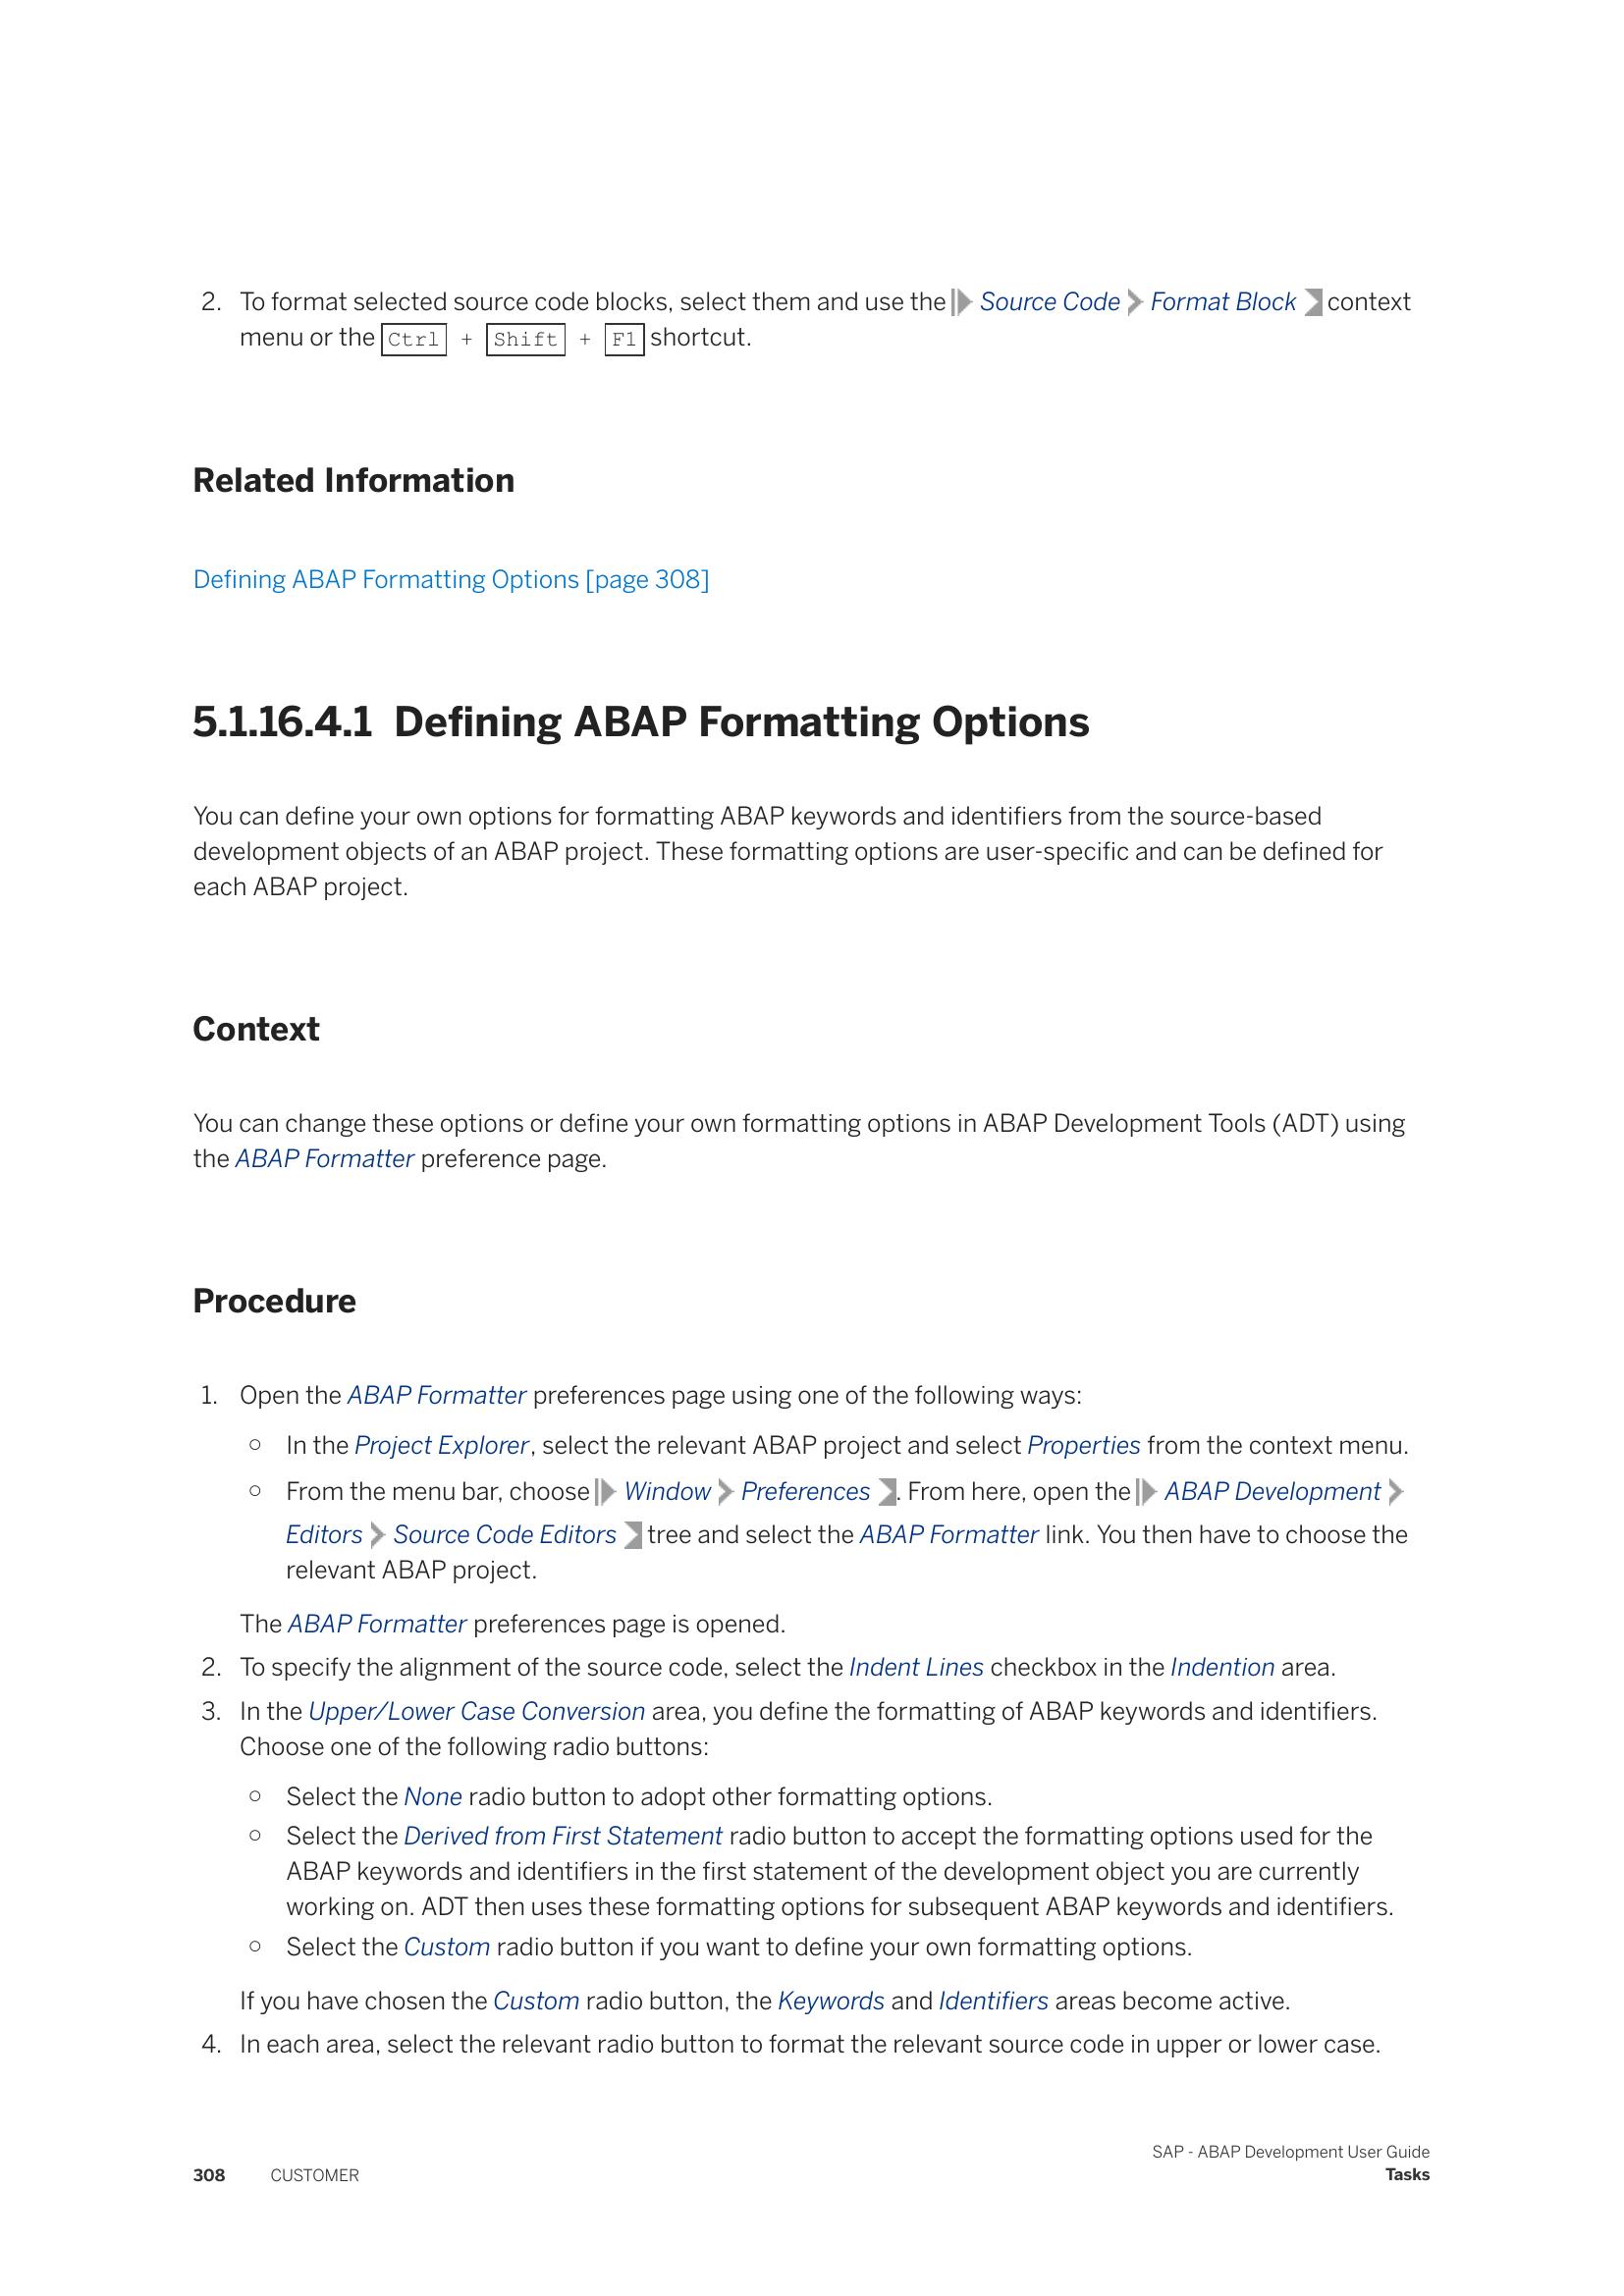 2. To format selected source code blocks, select them and use the Source Code Format Block context
menu or the Ctrl + Shift + F1 shortcut.
Related Information
Defining ABAP Formatting Options [page 308]
5.1.16.4.1 Defining ABAP Formatting Options
You can define your own options for formatting ABAP keywords and identifiers from the source-based
development objects of an ABAP project. These formatting options are user-specific and can be defined for
each ABAP project.
Context
You can change these options or define your own formatting options in ABAP Development Tools (ADT) using
the ABAP Formatter preference page.
Procedure
1. Open the ABAP Formatter preferences page using one of the following ways:
○ In the Project Explorer, select the relevant ABAP project and select Properties from the context menu.
○ From the menu bar, choose Window Preferences . From here, open the ABAP Development
Editors Source Code Editors tree and select the ABAP Formatter link. You then have to choose the
relevant ABAP project.
The ABAP Formatter preferences page is opened.
2. To specify the alignment of the source code, select the Indent Lines checkbox in the Indention area.
3. In the Upper/Lower Case Conversion area, you define the formatting of ABAP keywords and identifiers.
Choose one of the following radio buttons:
○ Select the None radio button to adopt other formatting options.
○ Select the Derived from First Statement radio button to accept the formatting options used for the
ABAP keywords and identifiers in the first statement of the development object you are currently
working on. ADT then uses these formatting options for subsequent ABAP keywords and identifiers.
○ Select the Custom radio button if you want to define your own formatting options.
If you have chosen the Custom radio button, the Keywords and Identifiers areas become active.
4. In each area, select the relevant radio button to format the relevant source code in upper or lower case.
SAP - ABAP Development User Guide
308 CUSTOMER Tasks